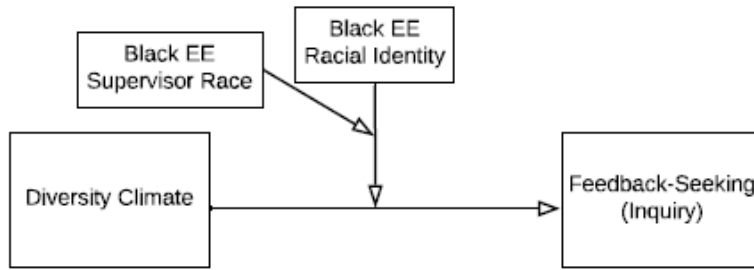 Black EE
Supervisor Race
Black EE
Racial Identity
Diversity Climate
Feedback-Seeking
(Inquiry)